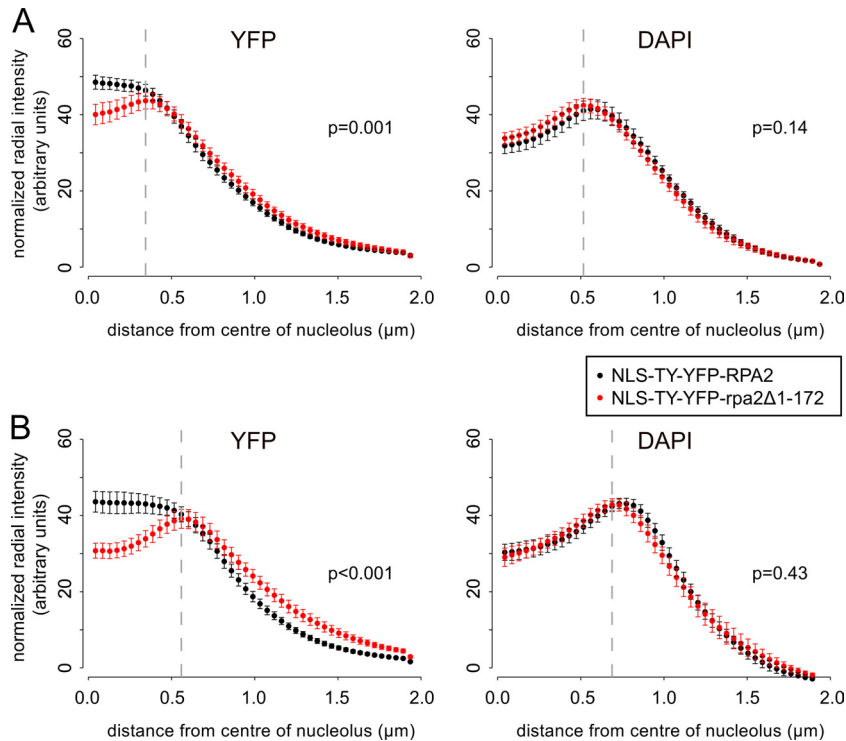 A
YFP
DAPI
normalized radial intensity
(arbitrary units)
60
40
20
0
p=0.001
60
40
20
0
p=0.14
0.0 0.5 1.0 1.5 2.0
0.0 0.5 1.0 1.5 2.0
distance from centre of nucleolus (µm)
distance from centre of nucleolus (µm)
NLS-TY-YFP-RPA2
NLS-TY-YFP-rpa2Δ1-172
B
YFP
DAPI
normalized radial intensity
(arbitrary units)
60
40
20
0
p<0.001
60
40
20
0
p=0.43
0.0 0.5 1.0 1.5 2.0
0.0 0.5 1.0 1.5 2.0
distance from centre of nucleolus (µm)
distance from centre of nucleolus (µm)